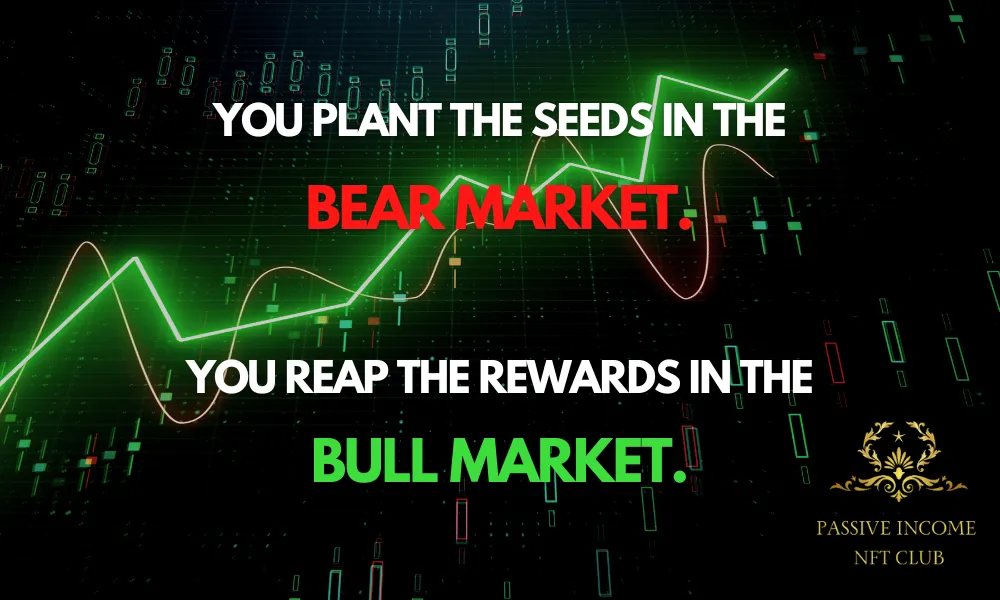 YOU PLANT THE SEEDS IN THE
BEAR MARKET.
YOU REAP THE REWARDS IN THE
BULL MARKET.
PASSIVE INCOME
NFT CLUB